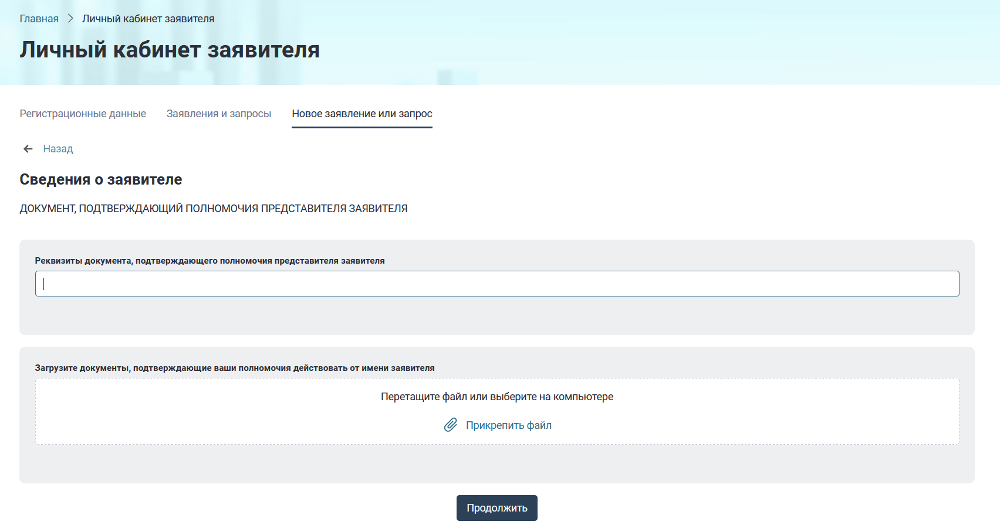 Главная > Личный кабинет заявителя
Личный кабинет заявителя
Регистрационные данные Заявления и запросы Новое заявление или запрос
Назад
Сведения о заявителе
ДОКУМЕНТ, ПОДТВЕРЖДАЮЩИЙ ПОЛНОМОЧИЯ ПРЕДСТАВИТЕЛЯ ЗАЯВИТЕЛЯ
Реквизиты документа, подтверждающего полномочия представителя заявителя
Загрузите документы, подтверждающие ваши полномочия действовать от имени заявителя
Перетащите файл или выберите на компьютере
Прикрепить файл
Продолжить